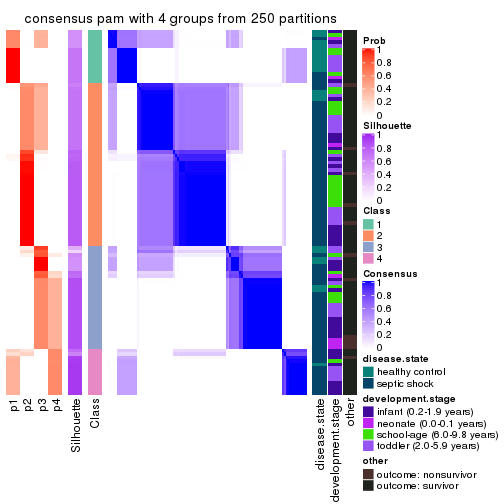 consensus pam with 4 groups from 250 partitions
Prob
1
0.8
0.6
0.4
0.2
0
Silhouette
1
0.8
0.6
0.4
0.2
0
Class
1
2
3
4
Consensus
1
0.8
0.6
0.4
0.2
0
disease.state
healthy control
septic shock
development.stage
infant (0.2-1.9 years)
neonate (0.0-0.1 years)
school-age (6.0-9.8 years)
toddler (2.0-5.9 years)
other
outcome: nonsurvivor
outcome: survivor
p1
p2
p3
p4
Silhouette
Class
disease.state
development.stage
other